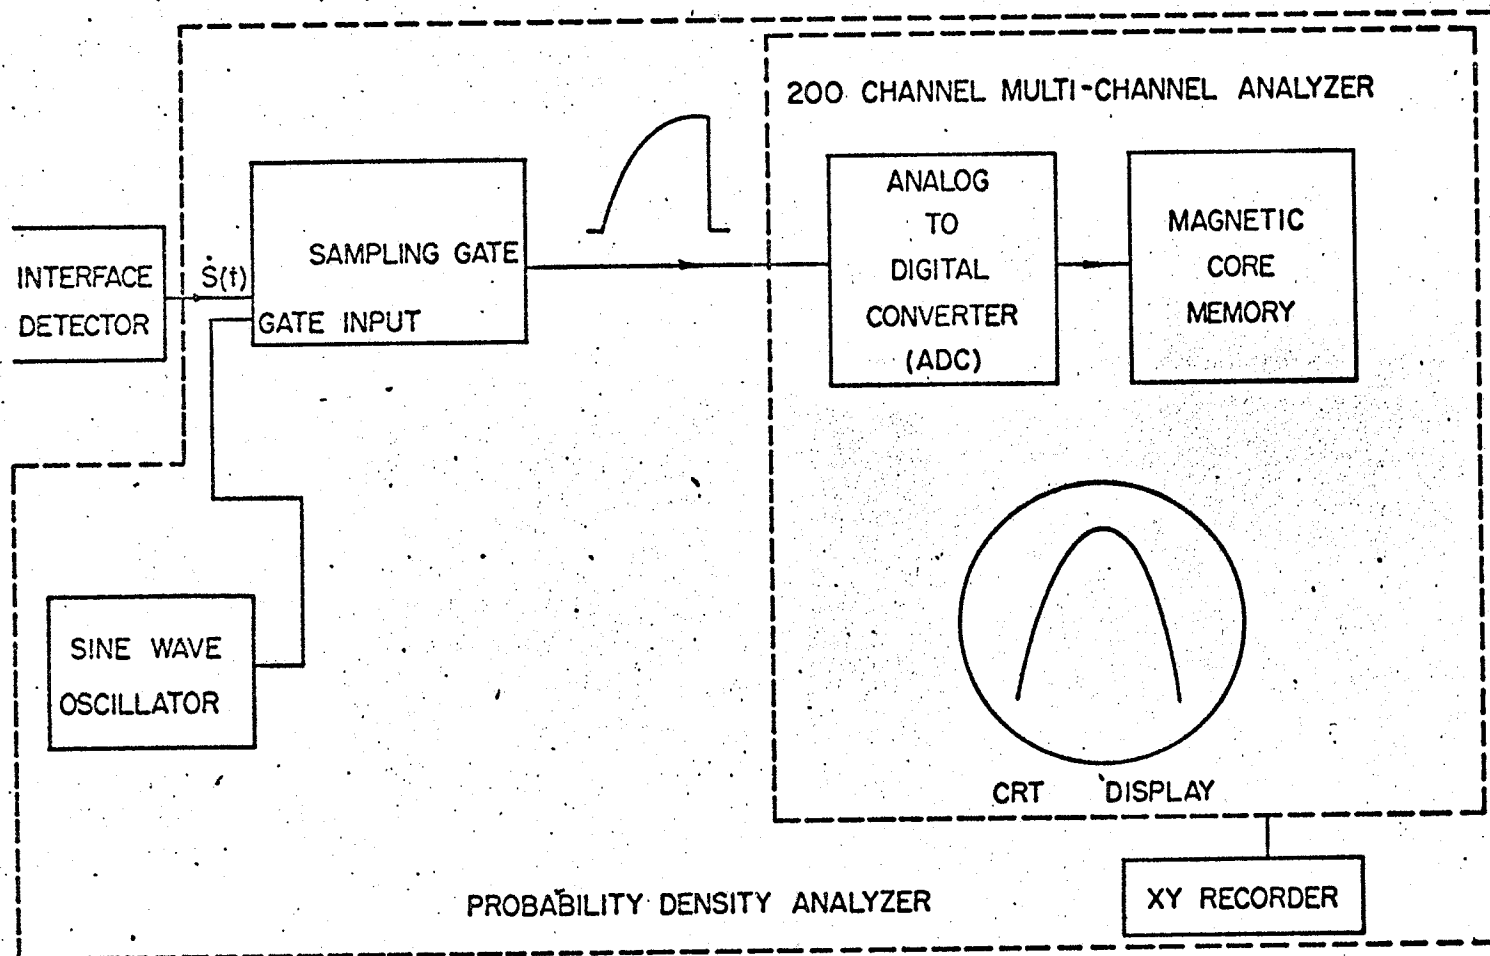 200 CHANNEL MULTI-CHANNEL ANALYZER
INTERFACE
DETECTOR
S(t)
SAMPLING GATE
GATE INPUT
ANALOG
TO
DIGITAL
CONVERTER
(ADC)
MAGNETIC
CORE
MEMORY
SINE WAVE
OSCILLATOR
CRT DISPLAY
XY RECORDER
PROBABILITY DENSITY ANALYZER